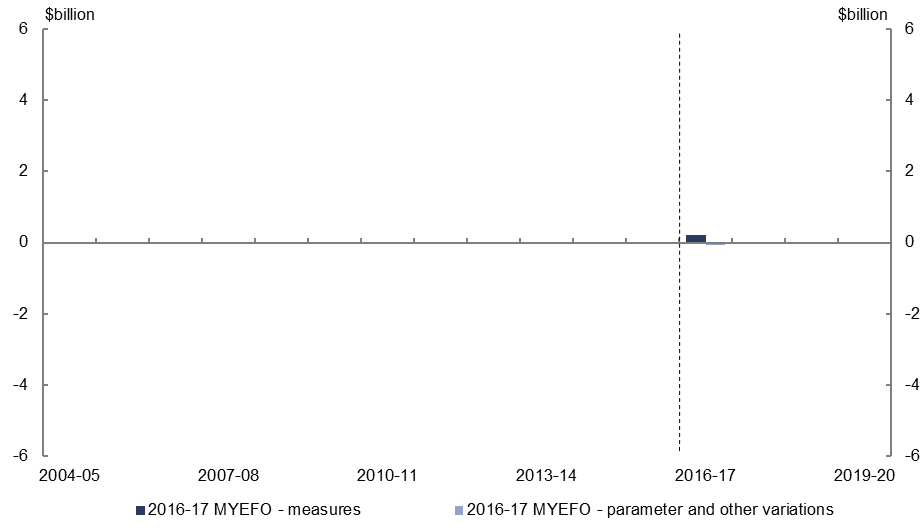 $billion $billion
6 6
4 4
2 2
0 0
-2 -2
-4 -4
-6 -6
2004-05 2007-08 2010-11 2013-14 2016-17 2019-20
2016-17 MYEFO - measures 2016-17 MYEFO - parameter and other variations